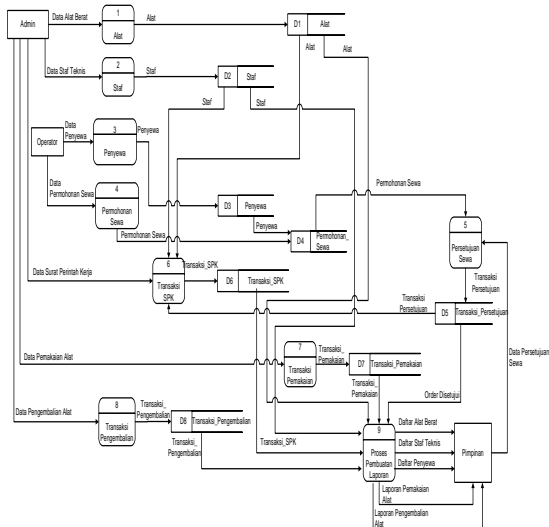 Admin
Data Alat Berat
1
Alat
Alat
D1
Alat
Alat
Alat
Data Staf Teknis
2
Staf
Staf
D2
Staf
Staf
Staf
Operator
Data
Penyewa
3
Penyewa
Penyewa
Data
Permohonan Sewa
4
Permohonan
Sewa
Permohonan Sewa
D3
Penyewa
Penyewa
D4
Permohonan_
Sewa
Permohonan Sewa
5
Persetujuan
Sewa
Transaksi
Persetujuan
Data Surat Perintah Kerja
6
Transaksi
SPK
Transaksi_SPK
D6
Transaksi_SPK
Transaksi
Persetujuan
D5
Transaksi_Persetujuan
Data Persetujuan
Sewa
Data Pemakaian Alat
7
Transaksi
Pemakaian
Transaksi_
Pemakaian
D7
Transaksi_Pemakaian
Transaksi_
Pemakaian
Order Disetujui
Data Pengembalian Alat
8
Transaksi
Pengembalian
Transaksi_
Pengembalian
D8
Transaksi_Pengembalian
Transaksi_
Pengembalian
Transaksi_SPK
9
Proses
Pembuatan
Laporan
Daftar Alat Berat
Daftar Staf Teknis
Daftar Penyewa
Pimpinan
Laporan Pemakaian
Alat
Laporan Pengembalian
Alat